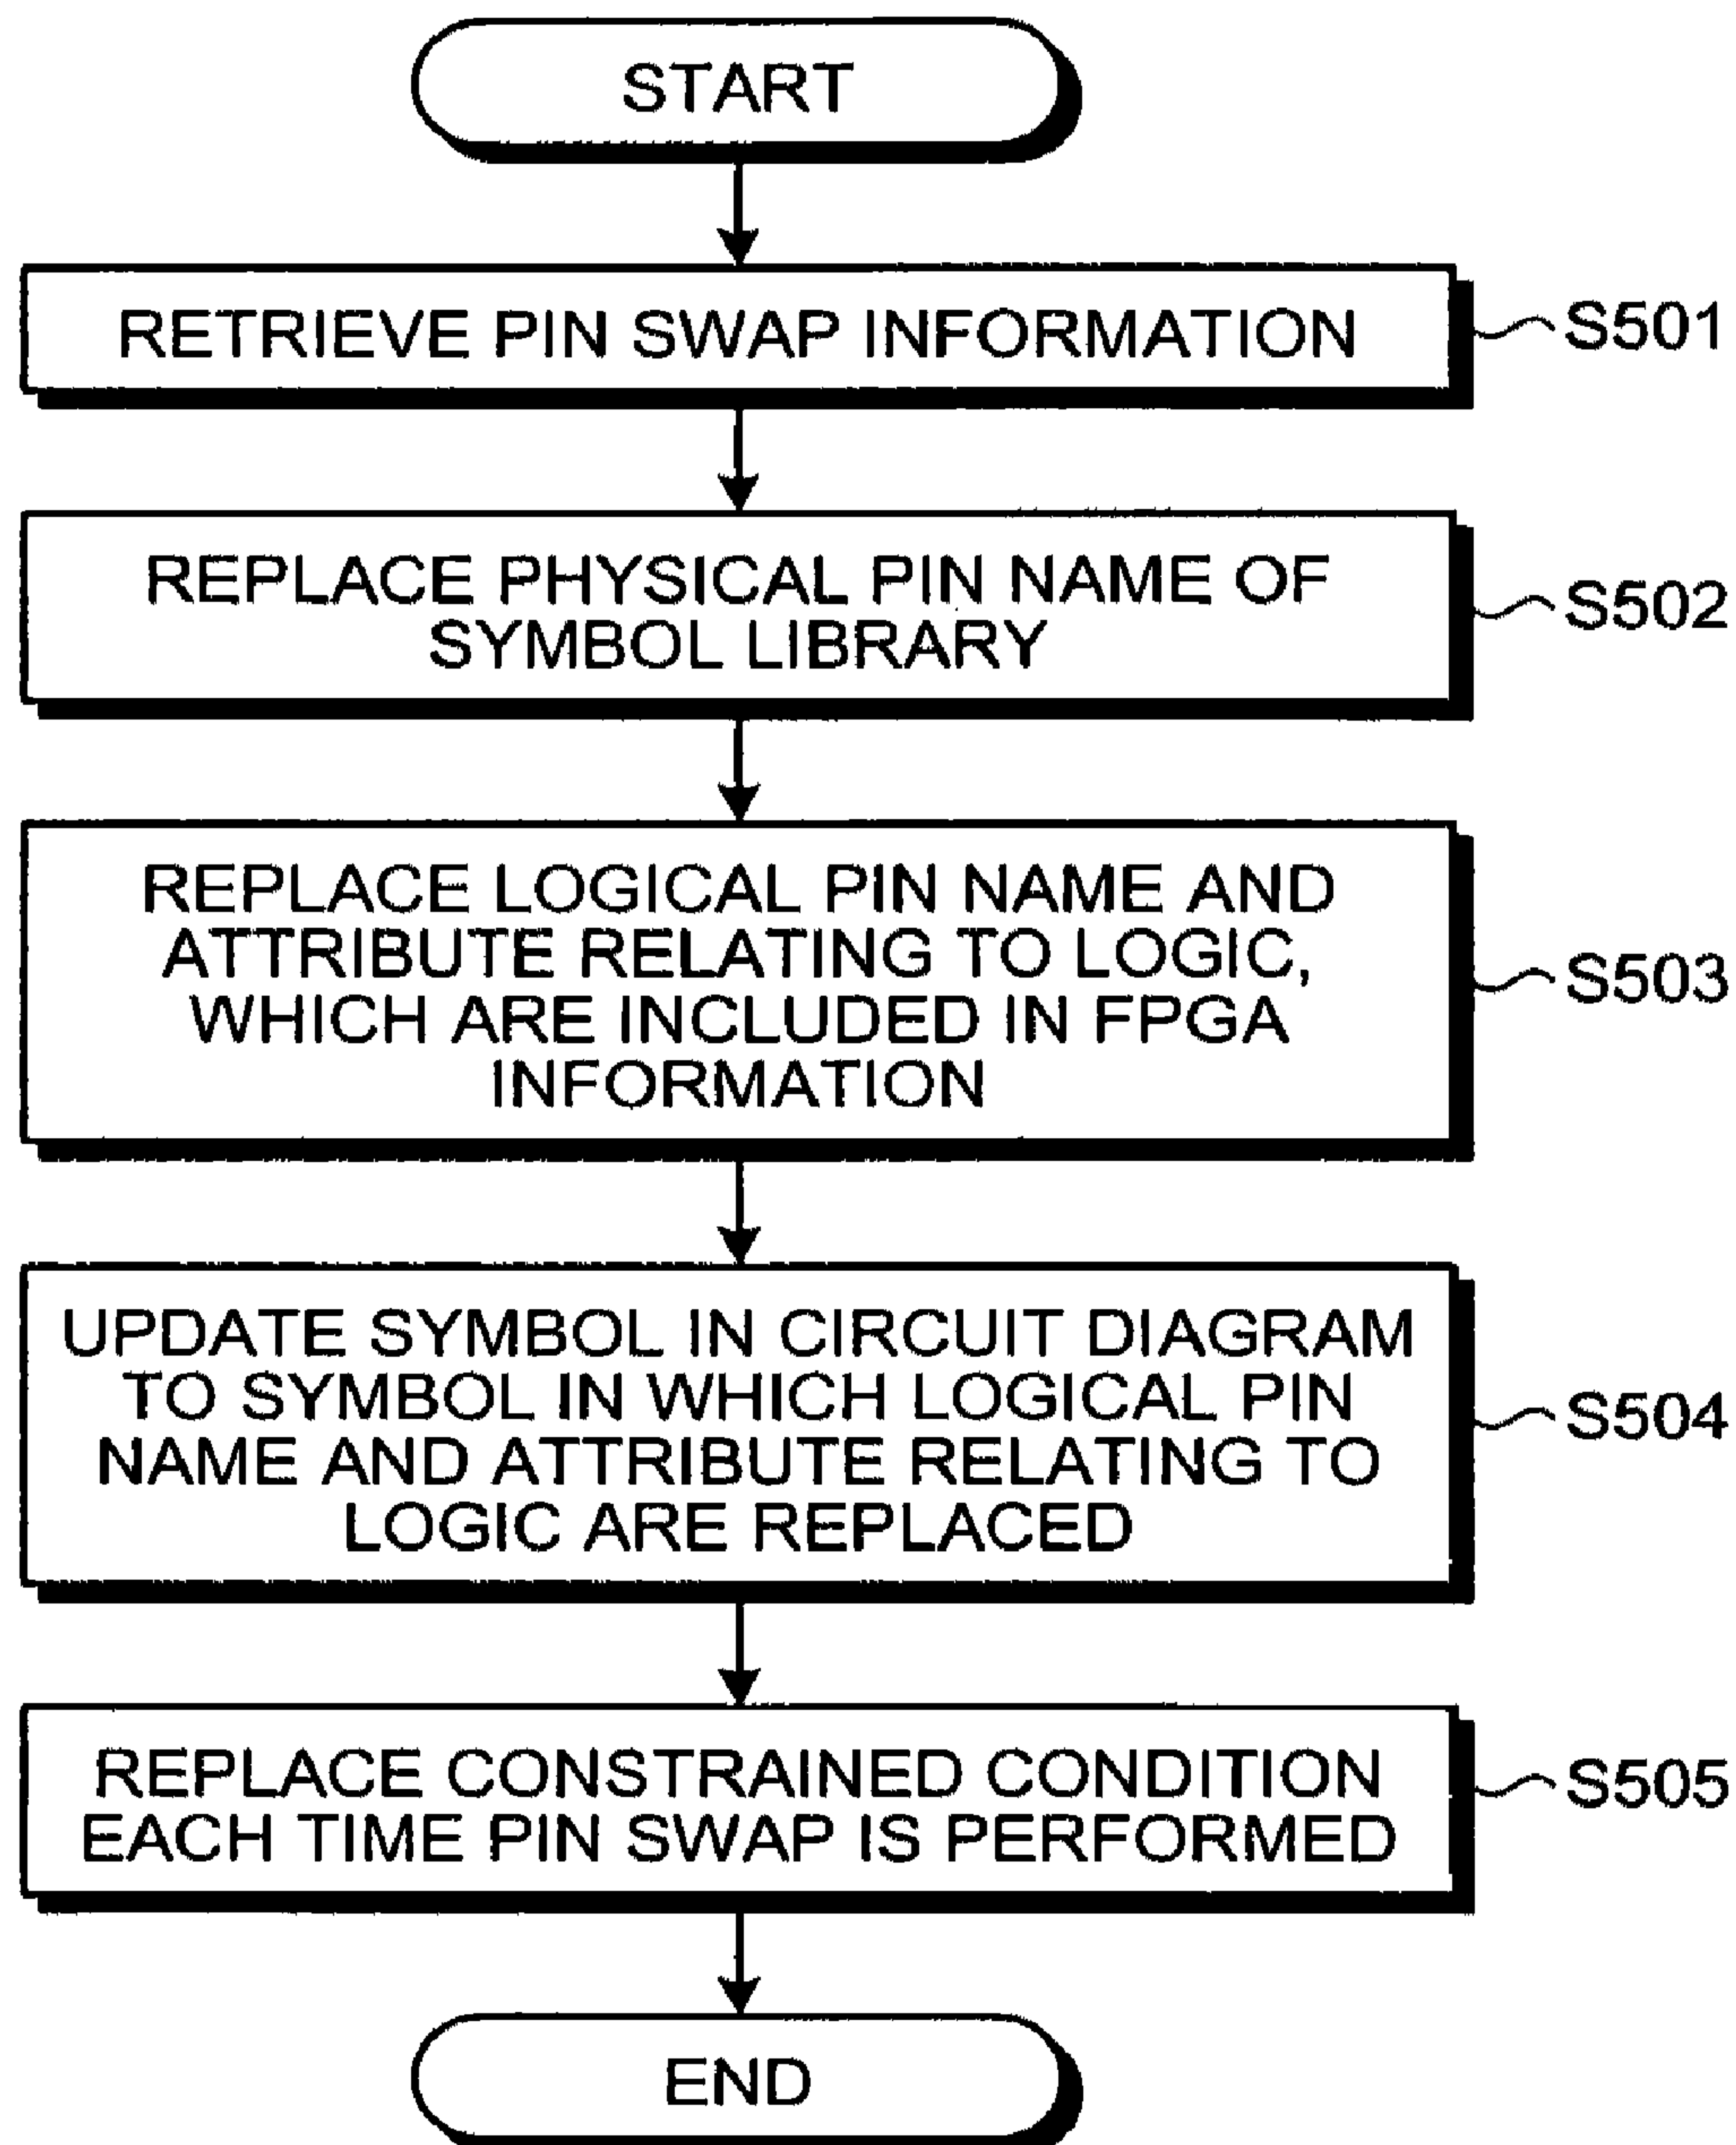 START
RETRIEVE PIN SWAP INFORMATION
S501
REPLACE PHYSICAL PIN NAME OF
SYMBOL LIBRARY
S502
REPLACE LOGICAL PIN NAME AND
ATTRIBUTE RELATING TO LOGIC,
WHICH ARE INCLUDED IN FPGA
INFORMATION
S503
UPDATE SYMBOL IN CIRCUIT DIAGRAM
TO SYMBOL IN WHICH LOGICAL PIN
NAME AND ATTRIBUTE RELATING TO
LOGIC ARE REPLACED
S504
REPLACE CONSTRAINED CONDITION
EACH TIME PIN SWAP IS PERFORMED
S505
END